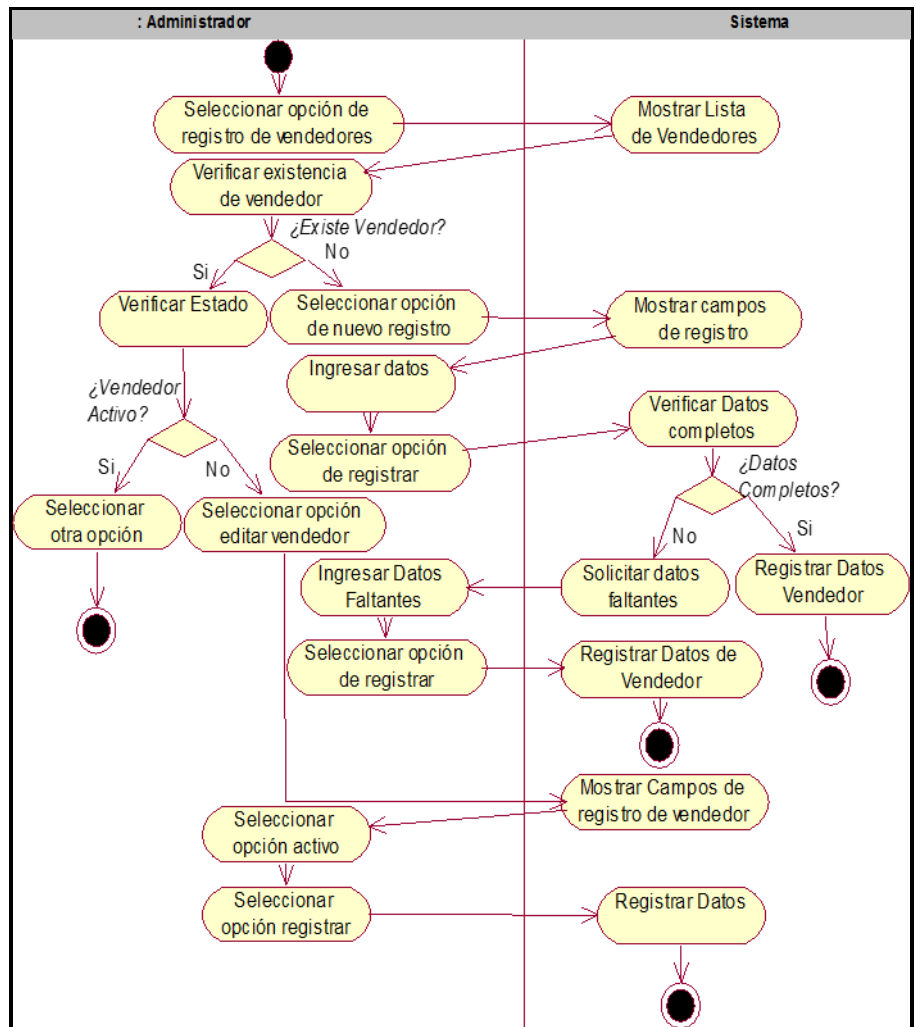 : Administrador
Sistema
Seleccionar opción de
registro de vendedores
Mostrar Lista
de Vendedores
Verificar existencia
de vendedor
¿Existe Vendedor?
Si
No
Verificar Estado
Seleccionar opción
de nuevo registro
Mostrar campos
de registro
Ingresar datos
¿Vendedor
Activo?
Verificar Datos
completos
Seleccionar opción
de registrar
Si
No
¿Datos
Completos?
Seleccionar
otra opción
Seleccionar opción
editar vendedor
No
Si
Ingresar Datos
Faltantes
Solicitar datos
faltantes
Registrar Datos
Vendedor
Seleccionar opción
de registrar
Registrar Datos de
Vendedor
Mostrar Campos de
registro de vendedor
Seleccionar
opción activo
Seleccionar
opción registrar
Registrar Datos